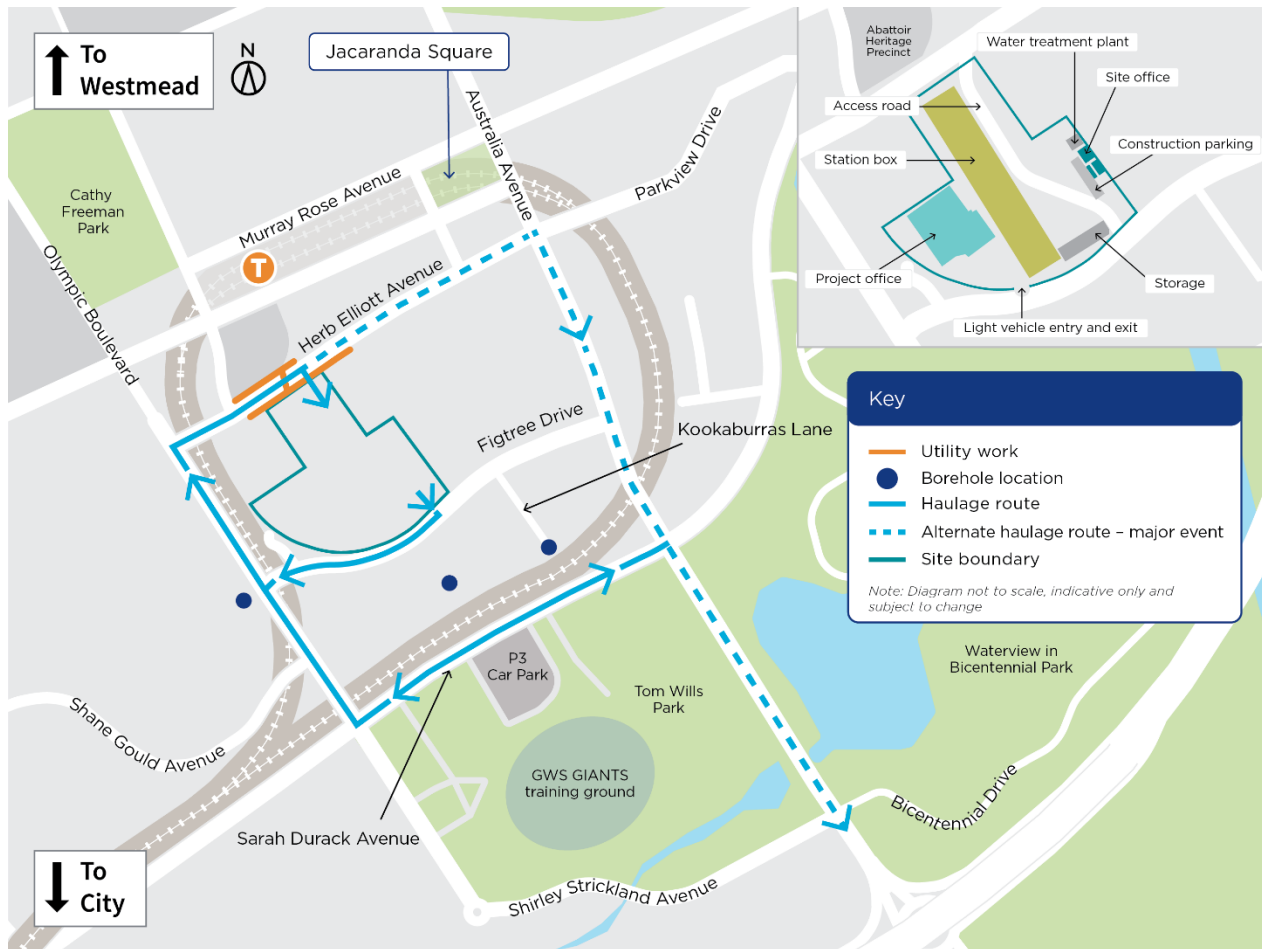 To
Westmead
N
Jacaranda Square
Australia Avenue
Parkview Drive
Murray Rose Avenue
Cathy
Freeman
Park
T
Olympic Boulevard
Herb Elliott Avenue
Figtree Drive
Kookaburras Lane
P3
Car Park
Tom Wills
Park
Waterview in
Bicentennial Park
Shane Gould Avenue
GWS GIANTS
training ground
Sarah Durack Avenue
Bicentennial Drive
Shirley Strickland Avenue
To
City
Abattoir
Heritage
Precinct
Water treatment plant
Site office
Access road
Construction parking
Station box
Project office
Storage
Light vehicle entry and exit
Key
Utility work
Borehole location
Haulage route
Alternate haulage route – major event
Site boundary
Note: Diagram not to scale, indicative only and
subject to change